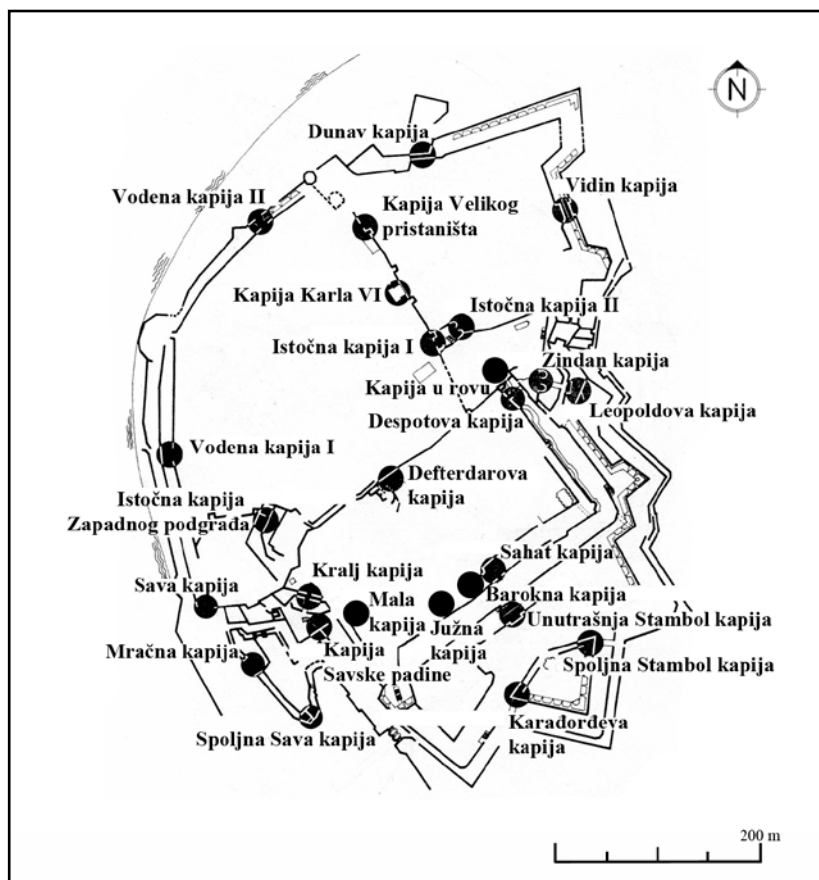 N
Dunav kapija
Vodena kapija II
Vidin kapija
Kapija Velikog
pristaništa
Kapija Karla VI
Istočna kapija II
Istočna kapija I
Zindan kapija
Kapija u rovu
Leopoldova kapija
Despotova kapija
Vodena kapija I
Defterdarova
kapija
Istočna kapija
Zapadnog podgrađa
Sahat kapija
Kralj kapija
Barokna kapija
Sava kapija
Mala
kapija
Unutrašnja Stambol kapija
Južna
kapija
Mračna kapija
Kapija
Savske padine
Spoljna Stambol kapija
Karađorđeva
kapija
Spoljna Sava kapija
200 m